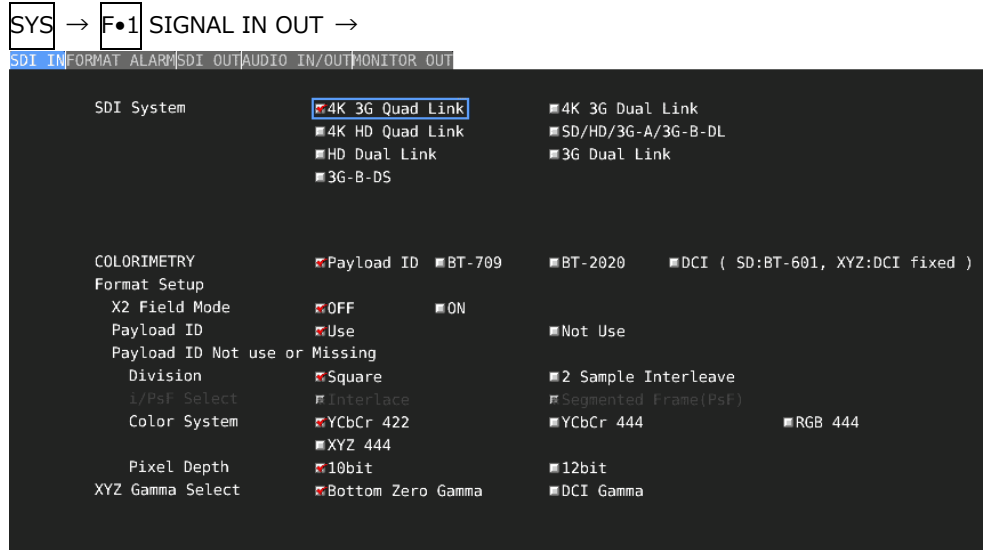 SYS → F•1 SIGNAL IN OUT →
SDI IN FORMAT ALARM SDI OUT AUDIO IN/OUT MONITOR OUT
SDI System 4K 3G Quad Link 4K 3G Dual Link
4K HD Quad Link SD/HD/3G-A/3G-B-DL
HD Dual Link 3G Dual Link
3G-B-DS
COLORIMETRY Payload ID BT-709 BT-2020 DCI ( SD:BT-601, XYZ:DCI fixed )
Format Setup
X2 Field Mode OFF ON
Payload ID Use Not Use
Payload ID Not use or Missing
Division Square 2 Sample Interleave
i/PsF Select Interlace Segmented Frame(PsF)
Color System YCbCr 422 YCbCr 444 RGB 444
XYZ 444
Pixel Depth 10bit 12bit
XYZ Gamma Select Bottom Zero Gamma DCI Gamma